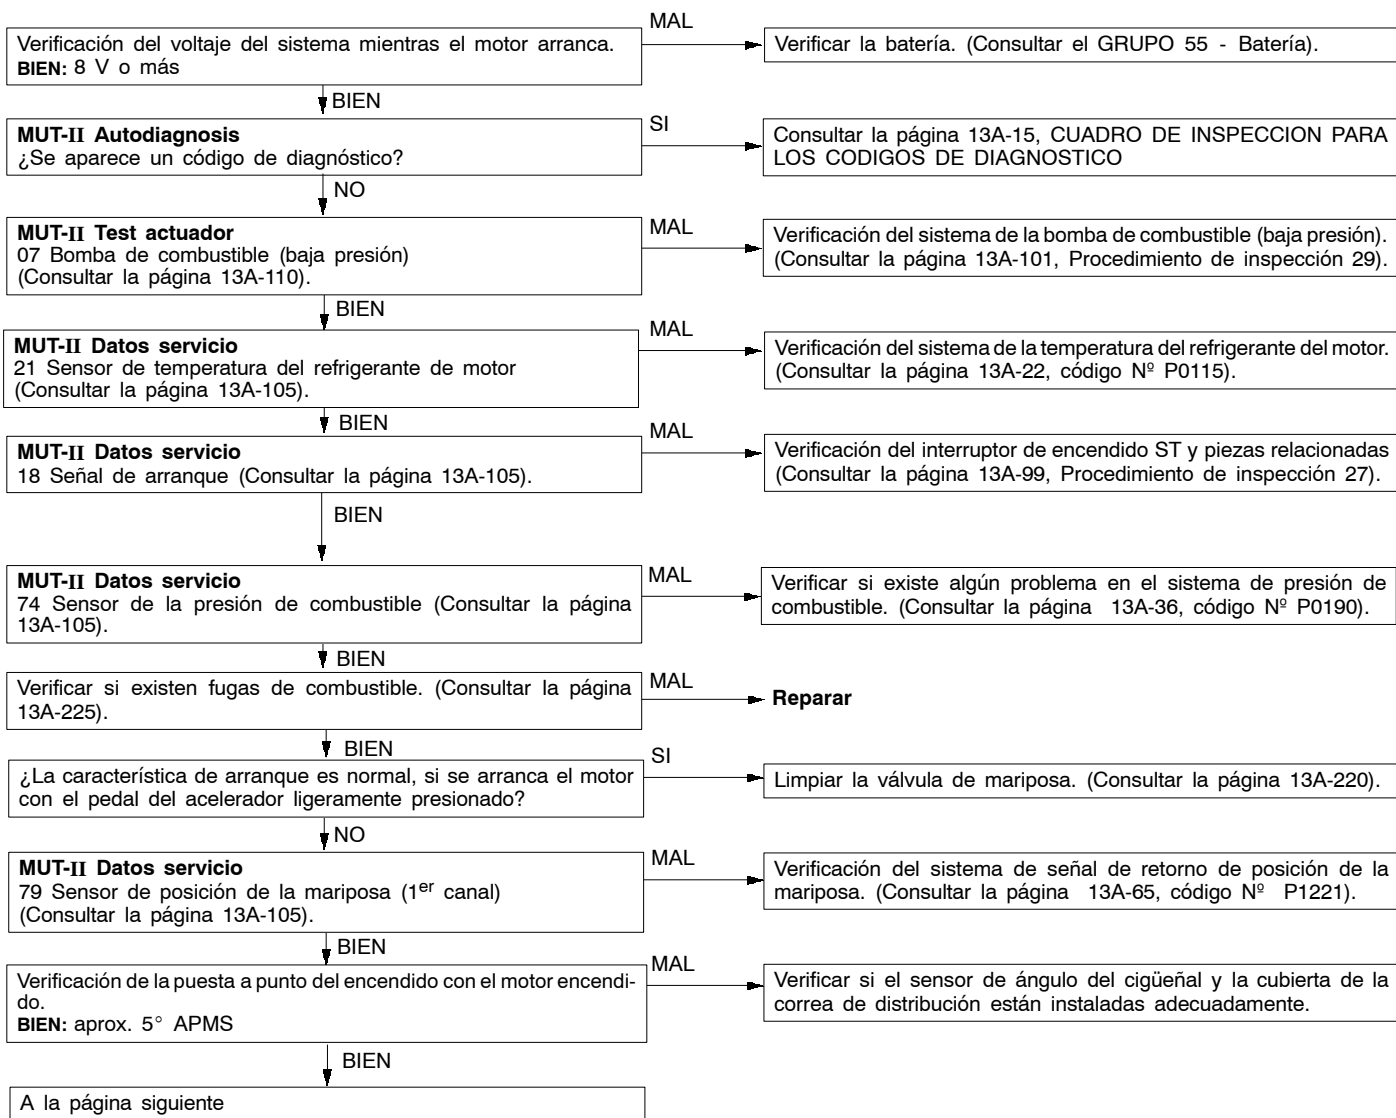 MAL
Verificación del voltaje del sistema mientras el motor arranca.
BIEN: 8 V o más
Verificar la batería. (Consultar el GRUPO 55 - Batería).
BIEN
MUT-II Autodiagnosis
¿Se aparece un código de diagnóstico?
SI
Consultar la página 13A-15, CUADRO DE INSPECCION PARA
LOS CODIGOS DE DIAGNOSTICO
NO
MUT-II Test actuador
07 Bomba de combustible (baja presión)
(Consultar la página 13A-110).
MAL
Verificación del sistema de la bomba de combustible (baja presión).
(Consultar la página 13A-101, Procedimiento de inspección 29).
BIEN
MUT-II Datos servicio
21 Sensor de temperatura del refrigerante de motor
(Consultar la página 13A-105).
MAL
Verificación del sistema de la temperatura del refrigerante del motor.
(Consultar la página 13A-22, código Nº P0115).
BIEN
MUT-II Datos servicio
18 Señal de arranque (Consultar la página 13A-105).
MAL
Verificación del interruptor de encendido ST y piezas relacionadas
(Consultar la página 13A-99, Procedimiento de inspección 27).
BIEN
MUT-II Datos servicio
74 Sensor de la presión de combustible (Consultar la página
13A-105).
MAL
Verificar si existe algún problema en el sistema de presión de
combustible. (Consultar la página 13A-36, código Nº P0190).
BIEN
Verificar si existen fugas de combustible. (Consultar la página
13A-225).
MAL
Reparar
BIEN
¿La característica de arranque es normal, si se arranca el motor
con el pedal del acelerador ligeramente presionado?
SI
Limpiar la válvula de mariposa. (Consultar la página 13A-220).
NO
MUT-II Datos servicio
79 Sensor de posición de la mariposa (1er canal)
(Consultar la página 13A-105).
MAL
Verificación del sistema de señal de retorno de posición de la
mariposa. (Consultar la página 13A-65, código Nº P1221).
BIEN
Verificación de la puesta a punto del encendido con el motor encendi-
do.
BIEN: aprox. 5° APMS
MAL
Verificar si el sensor de ángulo del cigüeñal y la cubierta de la
correa de distribución están instaladas adecuadamente.
BIEN
A la página siguiente